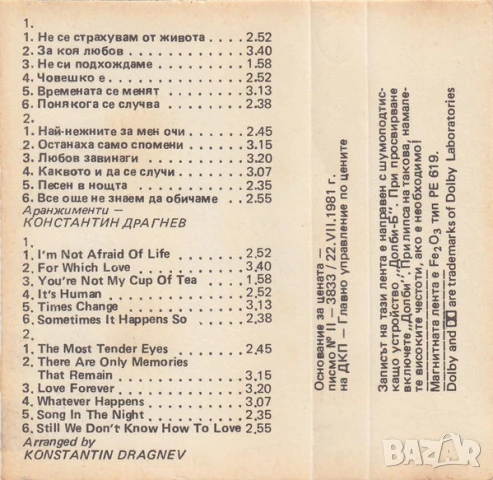 1.
1. Не се страхувам от живота . . . . . . 2.52
2. За коя любов . . . . . . . . . . . . . . . . 3.40
3. Не си подхождаме . . . . . . . . . . . . 1.58
4. Човешко е . . . . . . . . . . . . . . . . . . 2.52
5. Времената се менят . . . . . . . . . . . 3.13
6. Понякога се случва . . . . . . . . . . . 2.38
2.
1. Най-нежните за мен очи . . . . . . . . 2.45
2. Останаха само спомени . . . . . . . . 3.15
3. Любов завинаги . . . . . . . . . . . . . . 3.20
4. Каквото и да се случи . . . . . . . . . 3.07
5. Песен в нощта . . . . . . . . . . . . . . . 2.35
6. Все още не знаем да обичаме . . . . 2.55
Аранжименти –
КОНСТАНТИН ДРАГНЕВ
1.
1. I'm Not Afraid Of Life . . . . . . . . . 2.52
2. For Which Love . . . . . . . . . . . . . . 3.40
3. You're Not My Cup Of Tea . . . . . . 1.58
4. It's Human . . . . . . . . . . . . . . . . . 2.52
5. Times Change . . . . . . . . . . . . . . . 3.13
6. Sometimes It Happens So . . . . . . . 2.38
2.
1. The Most Tender Eyes . . . . . . . . . 2,45
2. There Are Only Memories
That Remain . . . . . . . . . . . . . . . . 3.15
3. Love Forever . . . . . . . . . . . . . . . . 3.20
4. Whatever Happens . . . . . . . . . . . . 3.07
5. Song In The Night . . . . . . . . . . . . 2.35
6. Still We Don't Know How To Love 2.55
Arranged by
KONSTANTIN DRAGNEV
Основание за цената –
писмо № II – 3833 / 22.VII.1981 г.
на ДКП – Главно управление по цените
Записът на тази лента е направен с шумоподтис-
кащо устройство „Долби-Б". При просвирване
включете „Долби". При липса на такова, намале-
те високите честоти, ако е необходимо!
Магнитната лента е Fe2O3 тип PE 619.
Dolby and are trademarks of Dolby Laboratories
БАЗАР
bg